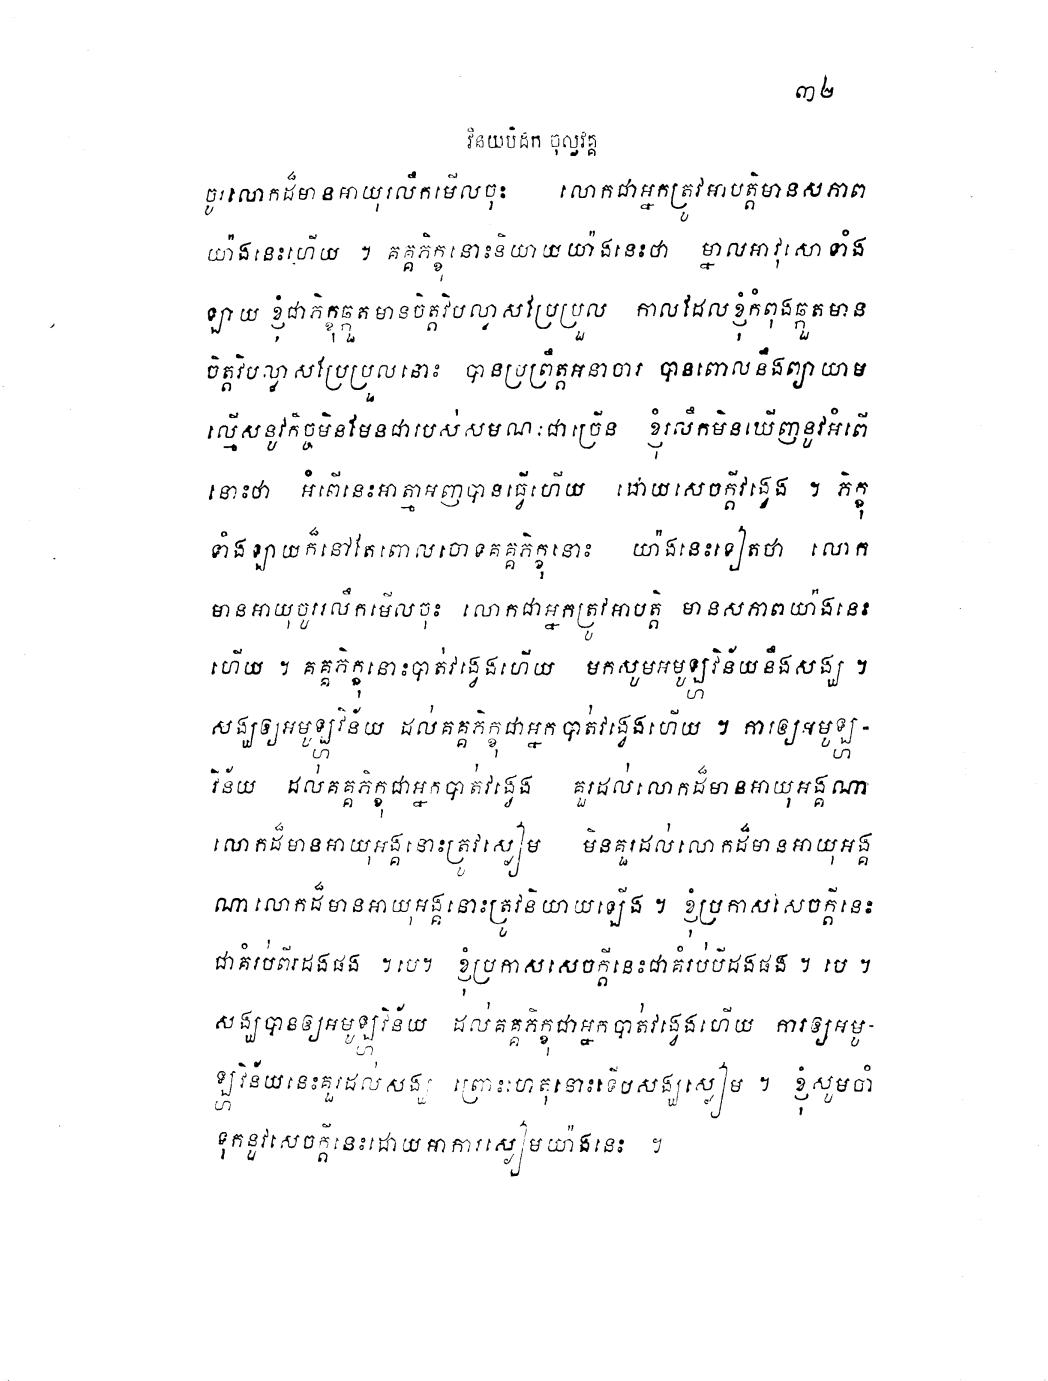 ៣២
វិនយបិដក ចុល្លវគ្គ
ចូរលោកដ៏មានអាយុរលឹកមើលចុះ លោកជាអ្នកត្រូវអាបត្តិមានសភាព
យ៉ាងនេះហើយ ។ គគ្គភិក្ខុនោះនិយាយយ៉ាងនេះថា ម្នាលអាវុសោទាំង
ឡាយ ខ្ញុំជាភិក្ខុឆ្កួតមានចិត្តវិបល្លាសប្រែប្រួល កាលដែលខ្ញុំកំពុងឆ្កួតមាន
ចិត្តវិបល្លាសប្រែប្រួលនោះ បានប្រព្រឹត្តអនាចារ បានពោលនឹងព្យាយាម
ល្មើសនូវកិច្ចមិនមែនជារបស់សមណៈជាច្រើន ខ្ញុំរលឹកមិនឃើញនូវអំពើ
នោះថា អំពើនេះអាត្មាអញបានធ្វើហើយ ដោយសេចក្តីវង្វេង ។ ភិក្ខុ
ទាំងឡាយក៏នៅតែពោលចោទគគ្គភិក្ខុនោះ យ៉ាងនេះទៀតថា លោក
មានអាយុចូររលឹកមើលចុះ លោកជាអ្នកត្រូវអាបត្តិ មានសភាពយ៉ាងនេះ
ហើយ ។ គគ្គភិក្ខុនោះបាត់វង្វេងហើយ មកសូមអមូឡ្ហវិន័យនឹងសង្ឃ ។
សង្ឃឲ្យអមូឡ្ហវិន័យ ដល់គគ្គភិក្ខុជាអ្នកបាត់វង្វេងហើយ ។ ការឲ្យអមូឡ្ហ-
វិន័យ ដល់គគ្គភិក្ខុជាអ្នកបាត់វង្វេង គួរដល់លោកដ៏មានអាយុអង្គណា
លោកដ៏មានអាយុអង្គនោះត្រូវស្ងៀម មិនគួរដល់លោកដ៏មានអាយុអង្គ
ណា លោកដ៏មានអាយុអង្គនោះត្រូវនិយាយឡើង ។ ខ្ញុំប្រកាសសេចក្តីនេះ
ជាគំរប់ពីរដងផង ។បេ។ ខ្ញុំប្រកាសសេចក្តីនេះជាគំរប់បីដងផង ។ បេ ។
សង្ឃបានឲ្យអមូឡ្ហវិន័យ ដល់គគ្គភិក្ខុជាអ្នកបាត់វង្វេងហើយ ការឲ្យអមូ-
ឡ្ហវិន័យនេះគួរដល់សង្ឃ ព្រោះហេតុនោះទើបសង្ឃស្ងៀម ។ ខ្ញុំសូមចាំ
ទុកនូវសេចក្តីនេះដោយអាការស្ងៀមយ៉ាងនេះ ។